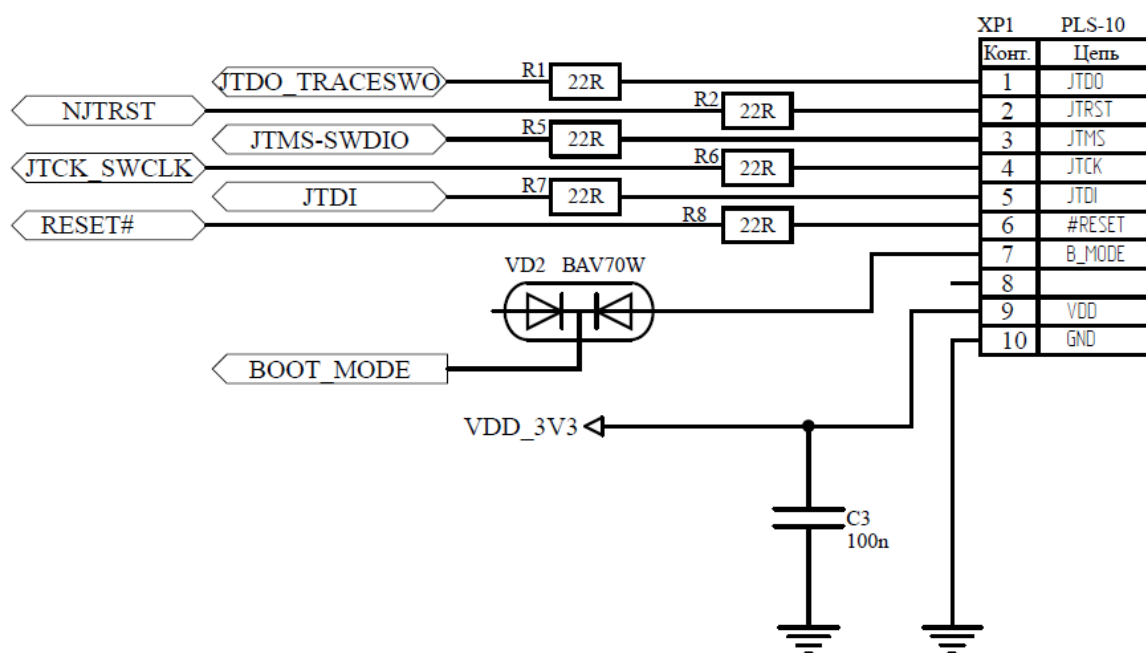 XP1 PLS-10
Конт. Цепь
JTDO_TRACESWO R1 22R 1 JTDO
NJTRST R2 22R 2 JTRST
JTMS-SWDIO R5 22R 3 JTMS
JTCK_SWCLK R6 22R 4 JTCK
JTDI R7 22R 5 JTDI
RESET# R8 22R 6 #RESET
7 B_MODE
VD2 BAV70W
8
9 VDD
10 GND
BOOT_MODE
VDD_3V3
C3
100n